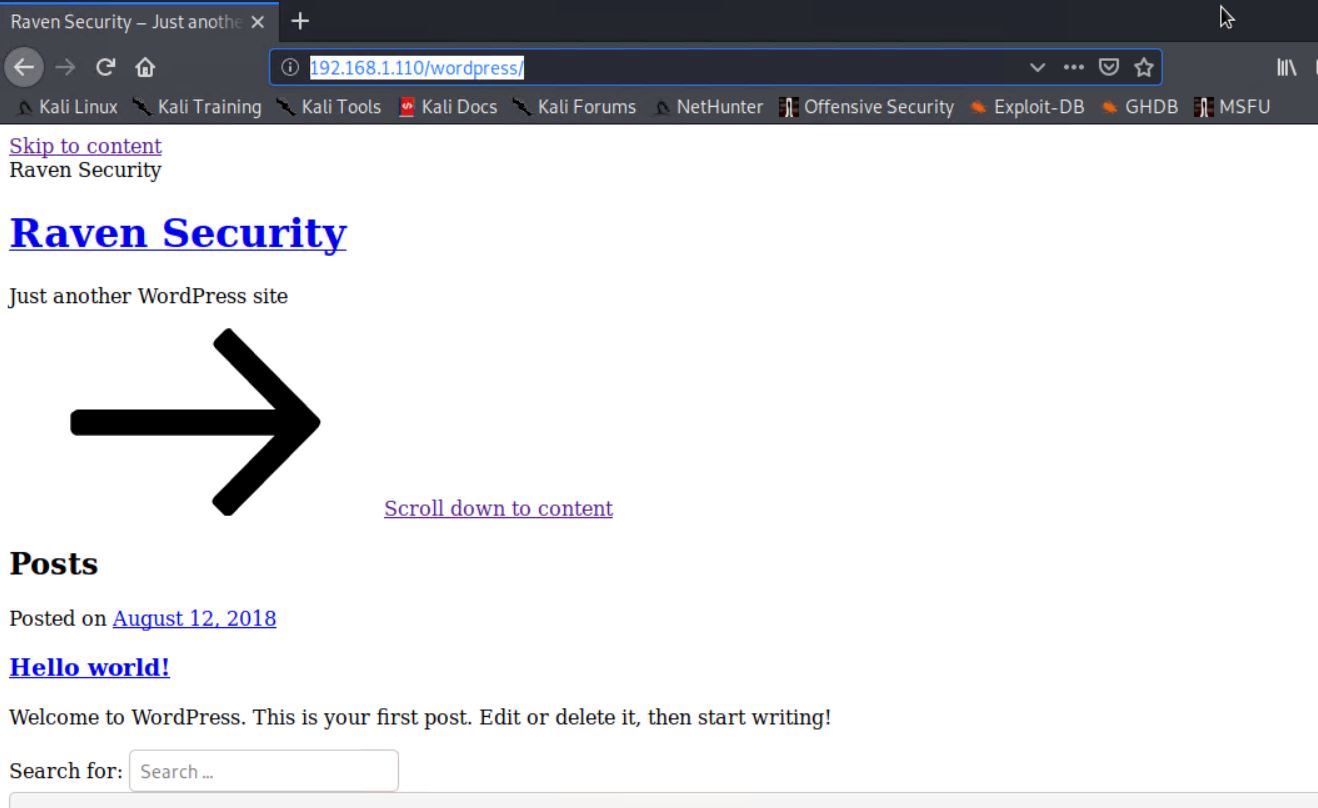 Raven Security – Just anothe
192.168.1.110/wordpress/
Kali Linux Kali Training Kali Tools Kali Docs Kali Forums NetHunter Offensive Security Exploit-DB GHDB MSFU
Skip to content
Raven Security
Raven Security
Just another WordPress site
Scroll down to content
Posts
Posted on August 12, 2018
Hello world!
Welcome to WordPress. This is your first post. Edit or delete it, then start writing!
Search for: Search ...